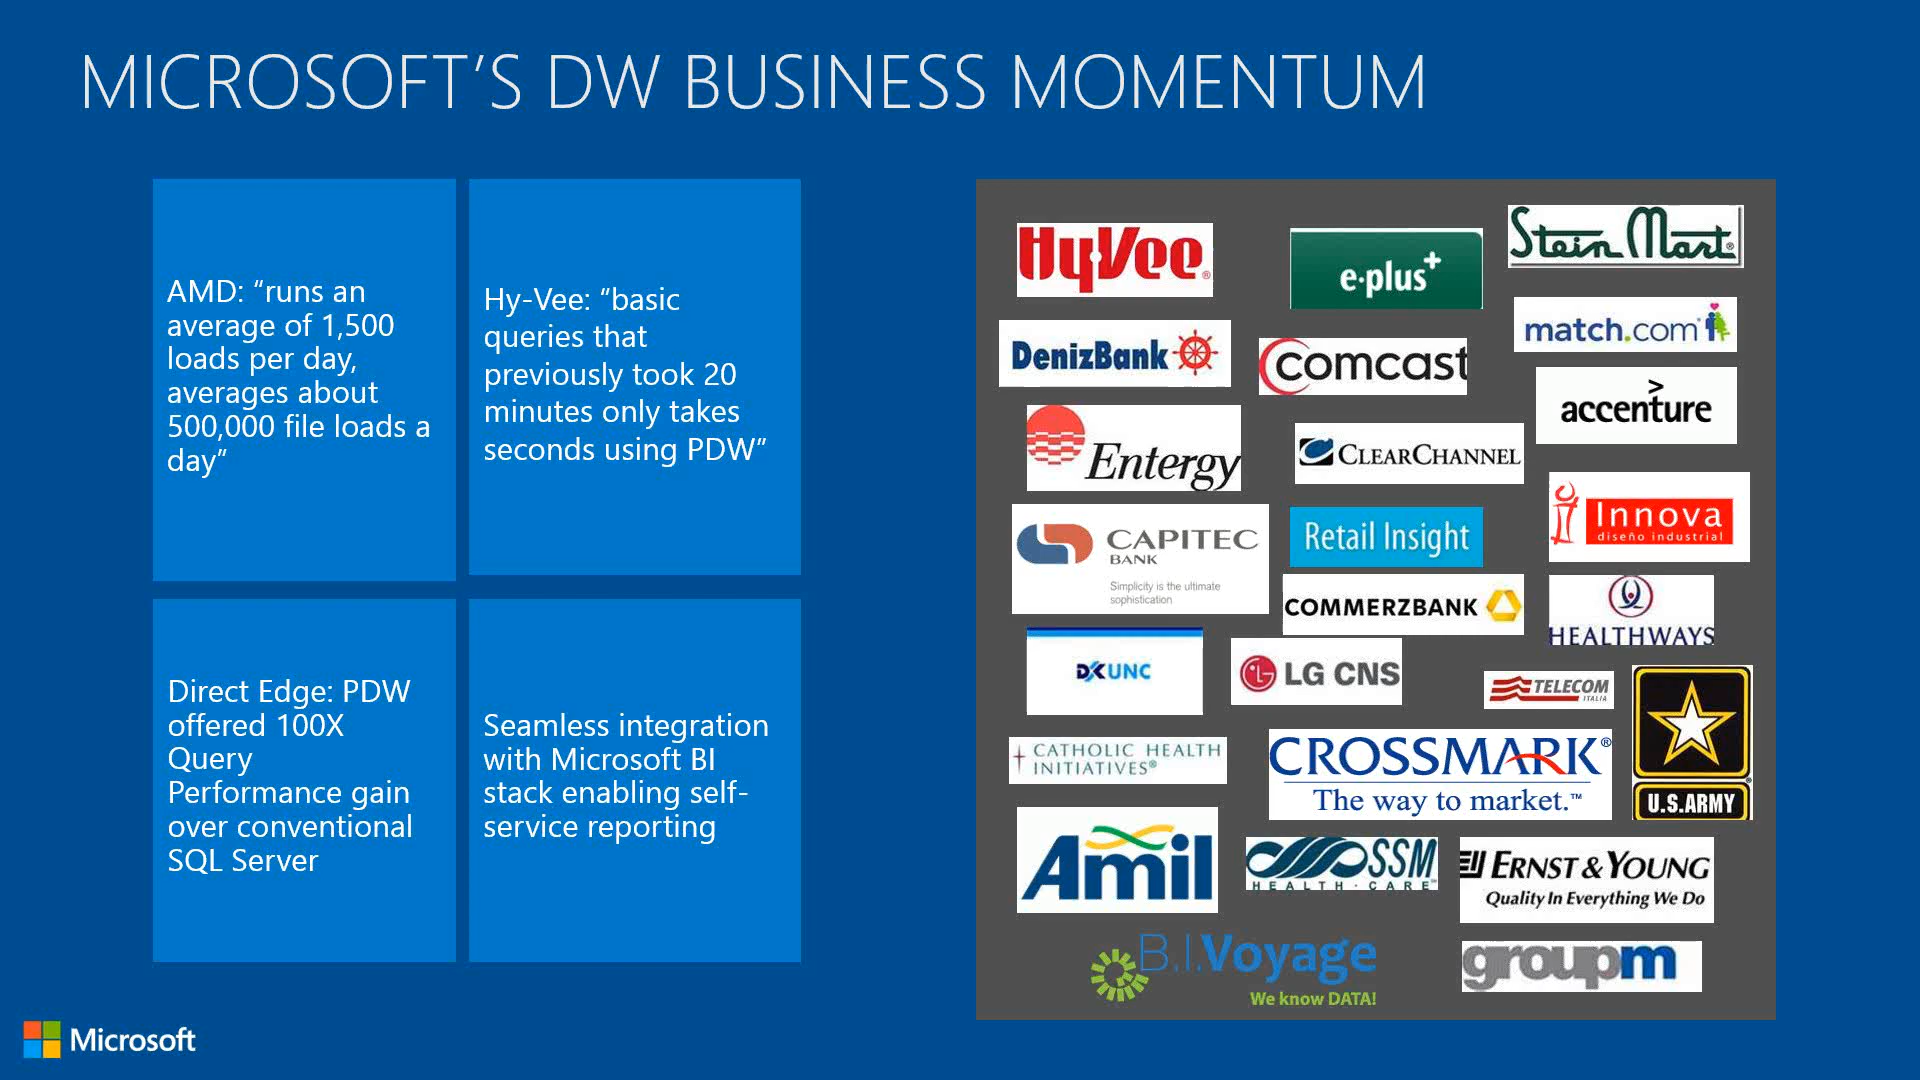 MICROSOFT’S DW BUSINESS MOMENTUM
AMD: “runs an
average of 1,500
loads per day,
averages about
500,000 file loads a
day”
Hy-Vee: “basic
queries that
previously took 20
minutes only takes
seconds using PDW”
Direct Edge: PDW
offered 100X
Query
Performance gain
over conventional
SQL Server
Seamless integration
with Microsoft BI
stack enabling self-
service reporting
HyVee®
e·plus+
Stein Mart®
DenizBank
comcast
match.com
accenture
Entergy
CLEARCHANNEL
Innova
diseño industrial
CAPITEC
BANK
Simplicity is the ultimate
sophistication
Retail Insight
COMMERZBANK
HEALTHWAYS
DKUNC
LG CNS
TELECOM
ITALIA
U.S.ARMY
CATHOLIC HEALTH
INITIATIVES®
CROSSMARK®
The way to market.™
Amil
SSM
HEALTH·CARE
ERNST & YOUNG
Quality In Everything We Do
B.I.Voyage
We know DATA!
groupm
Microsoft